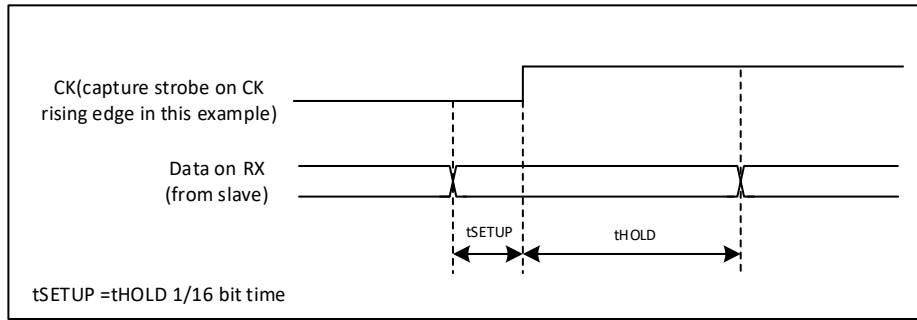 CK(capture strobe on CK
rising edge in this example)
Data on RX
(from slave)
tSETUP
tHOLD
tSETUP =tHOLD 1/16 bit time